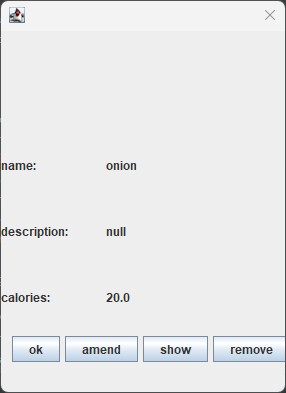 name: onion
description: null
calories: 20.0
ok amend show remove